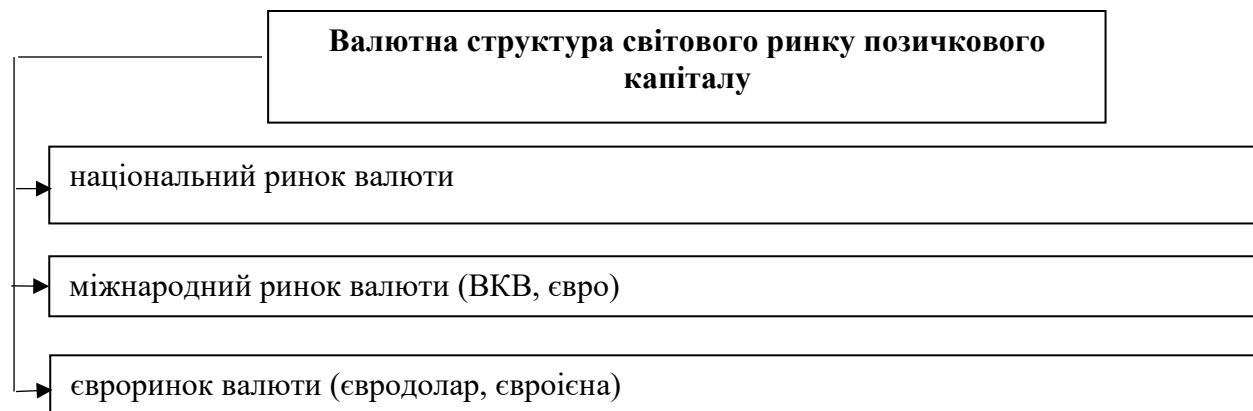 Валютна структура світового ринку позичкового
капіталу
національний ринок валюти
міжнародний ринок валюти (ВКВ, євро)
євроринок валюти (євродолар, євроієна)